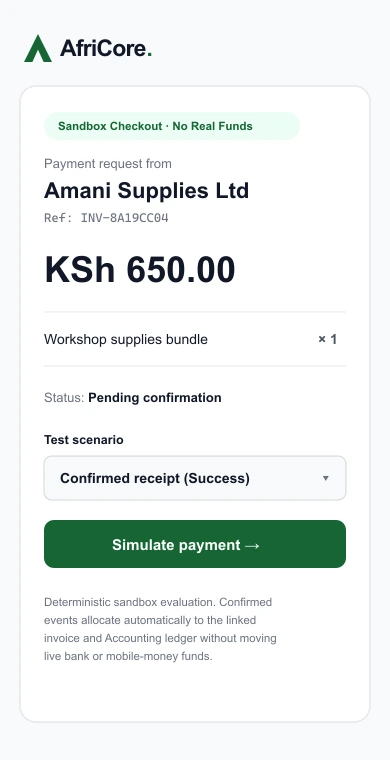 AfriCore.
Sandbox Checkout · No Real Funds
Payment request from
Amani Supplies Ltd
Ref: INV-8A19CC04
KSh 650.00
Workshop supplies bundle × 1
Status: Pending confirmation
Test scenario
Confirmed receipt (Success) ▼
Simulate payment →
Deterministic sandbox evaluation. Confirmed
events allocate automatically to the linked
invoice and Accounting ledger without moving
live bank or mobile-money funds.